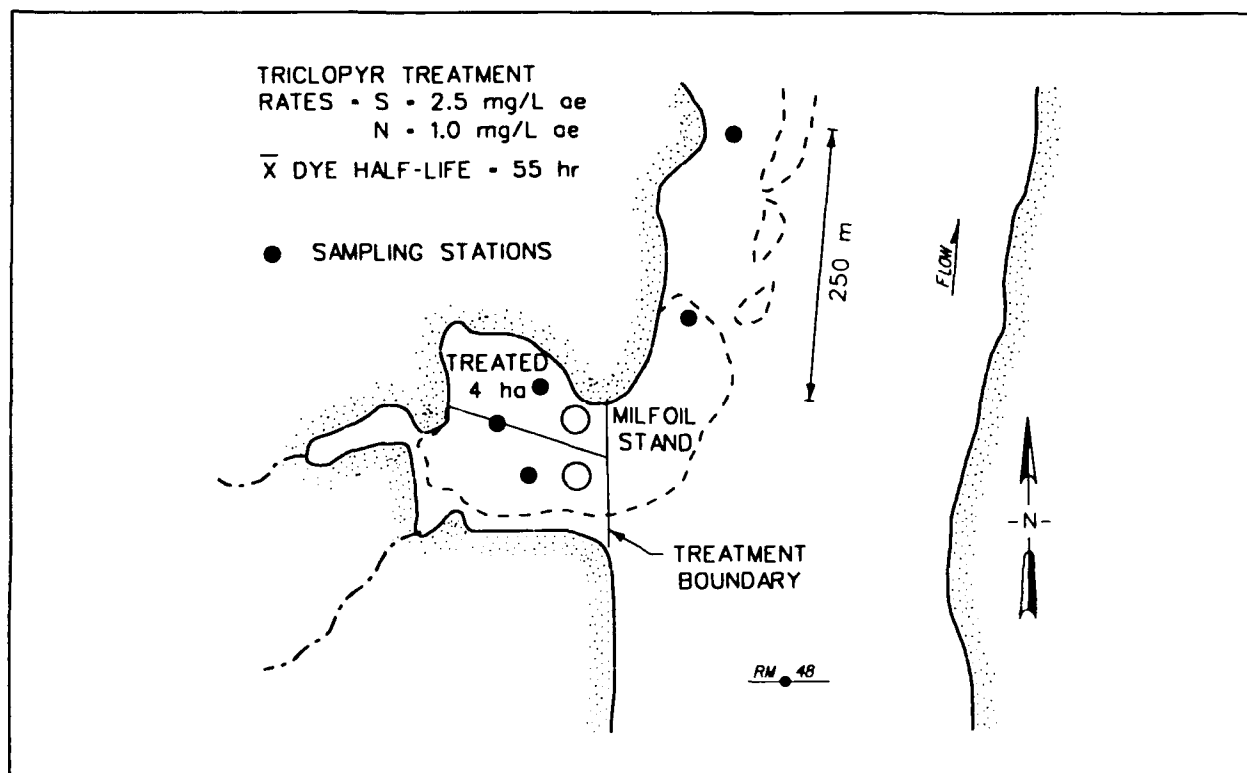 TRICLOPYR TREATMENT
RATES - S - 2.5 mg/L ae
N - 1.0 mg/L ae
X̄ DYE HALF-LIFE - 55 hr
SAMPLING STATIONS
250 m
FLOW
TREATED
4 ha
MILFOIL
STAND
-N-
TREATMENT
BOUNDARY
RM 48